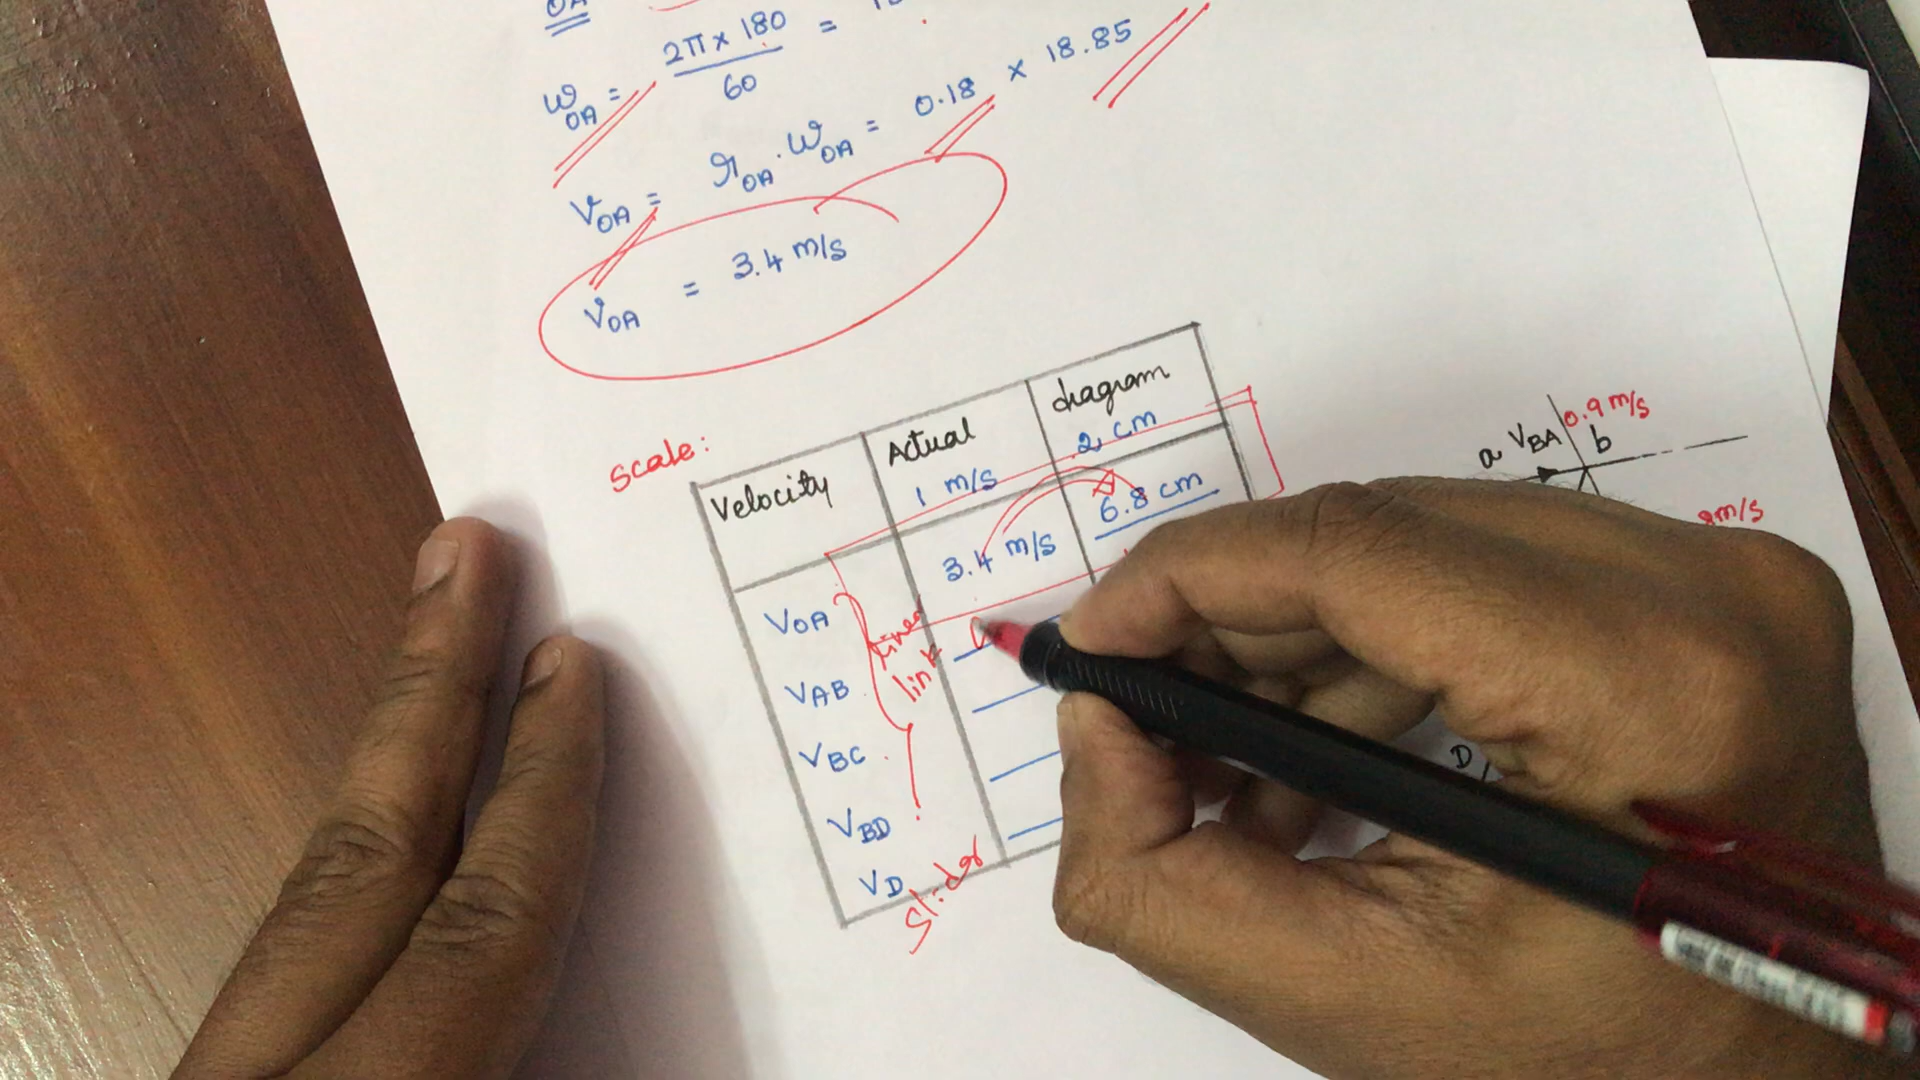 OA
ω_OA = 2π × 180 / 60 =
V_OA = r_OA . ω_OA = 0.18 × 18.85
V_OA = 3.4 m/s
Scale:
Velocity Actual diagram
1 m/s 2 cm
V_OA 3.4 m/s 6.8 cm
V_AB link
V_BC
V_BD
V_D Slider
0.9 m/s
a V_BA b
m/s
D